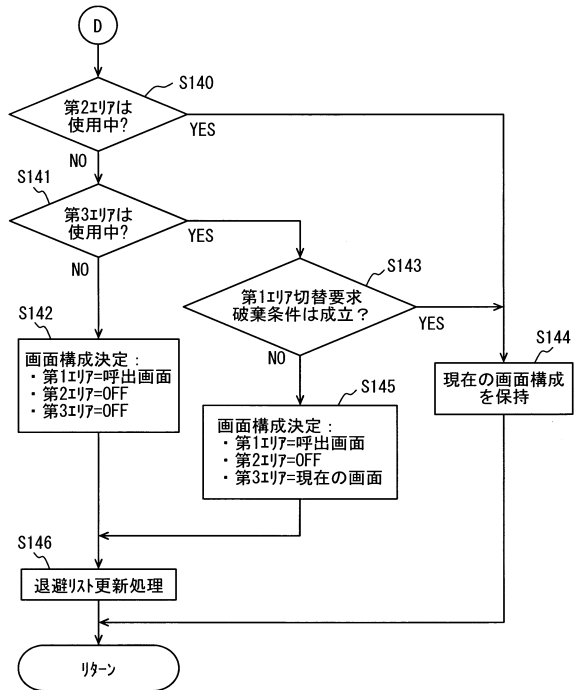 D
S140
第2ｴﾘｱは
使用中?
YES
NO
S141
第3ｴﾘｱは
使用中?
YES
NO
S143
第1ｴﾘｱ切替要求
破棄条件は成立？
YES
NO
S142
画面構成決定：
・第1ｴﾘｱ=呼出画面
・第2ｴﾘｱ=OFF
・第3ｴﾘｱ=OFF
S144
現在の画面構成
を保持
S145
画面構成決定：
・第1ｴﾘｱ=呼出画面
・第2ｴﾘｱ=OFF
・第3ｴﾘｱ=現在の画面
S146
退避ﾘｽﾄ更新処理
ﾘﾀｰﾝ